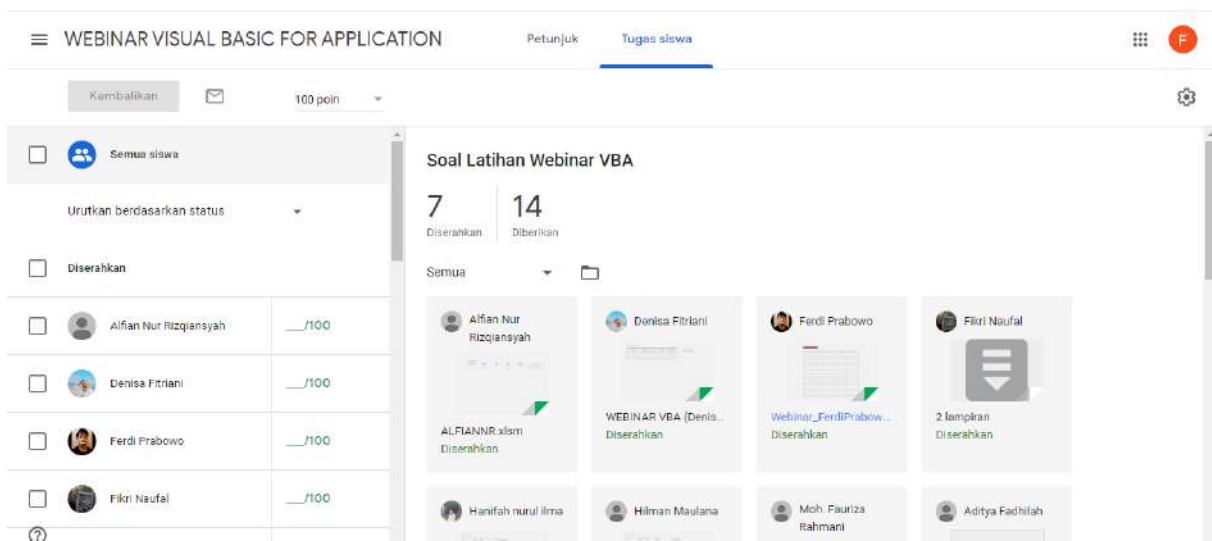 WEBINAR VISUAL BASIC FOR APPLICATION
Petunjuk
Tugas siswa
F
Kembalikan
100 poin
Semua siswa
Urutkan berdasarkan status
Diserahkan
Alfian Nur Rizqiansyah
__/100
Denisa Fitriani
__/100
Ferdi Prabowo
__/100
Fikri Naufal
__/100
Soal Latihan Webinar VBA
7
14
Diserahkan
Diberikan
Semua
Alfian Nur
Rizqiansyah
ALFIANNR.xlsm
Diserahkan
Denisa Fitriani
WEBINAR VBA (Denis...
Diserahkan
Ferdi Prabowo
Webinar_FerdiPrabow...
Diserahkan
Fikri Naufal
2 lampiran
Diserahkan
Hanifah nurul ilma
Hilman Maulana
Moh. Fauriza
Rahmani
Aditya Fadhilah